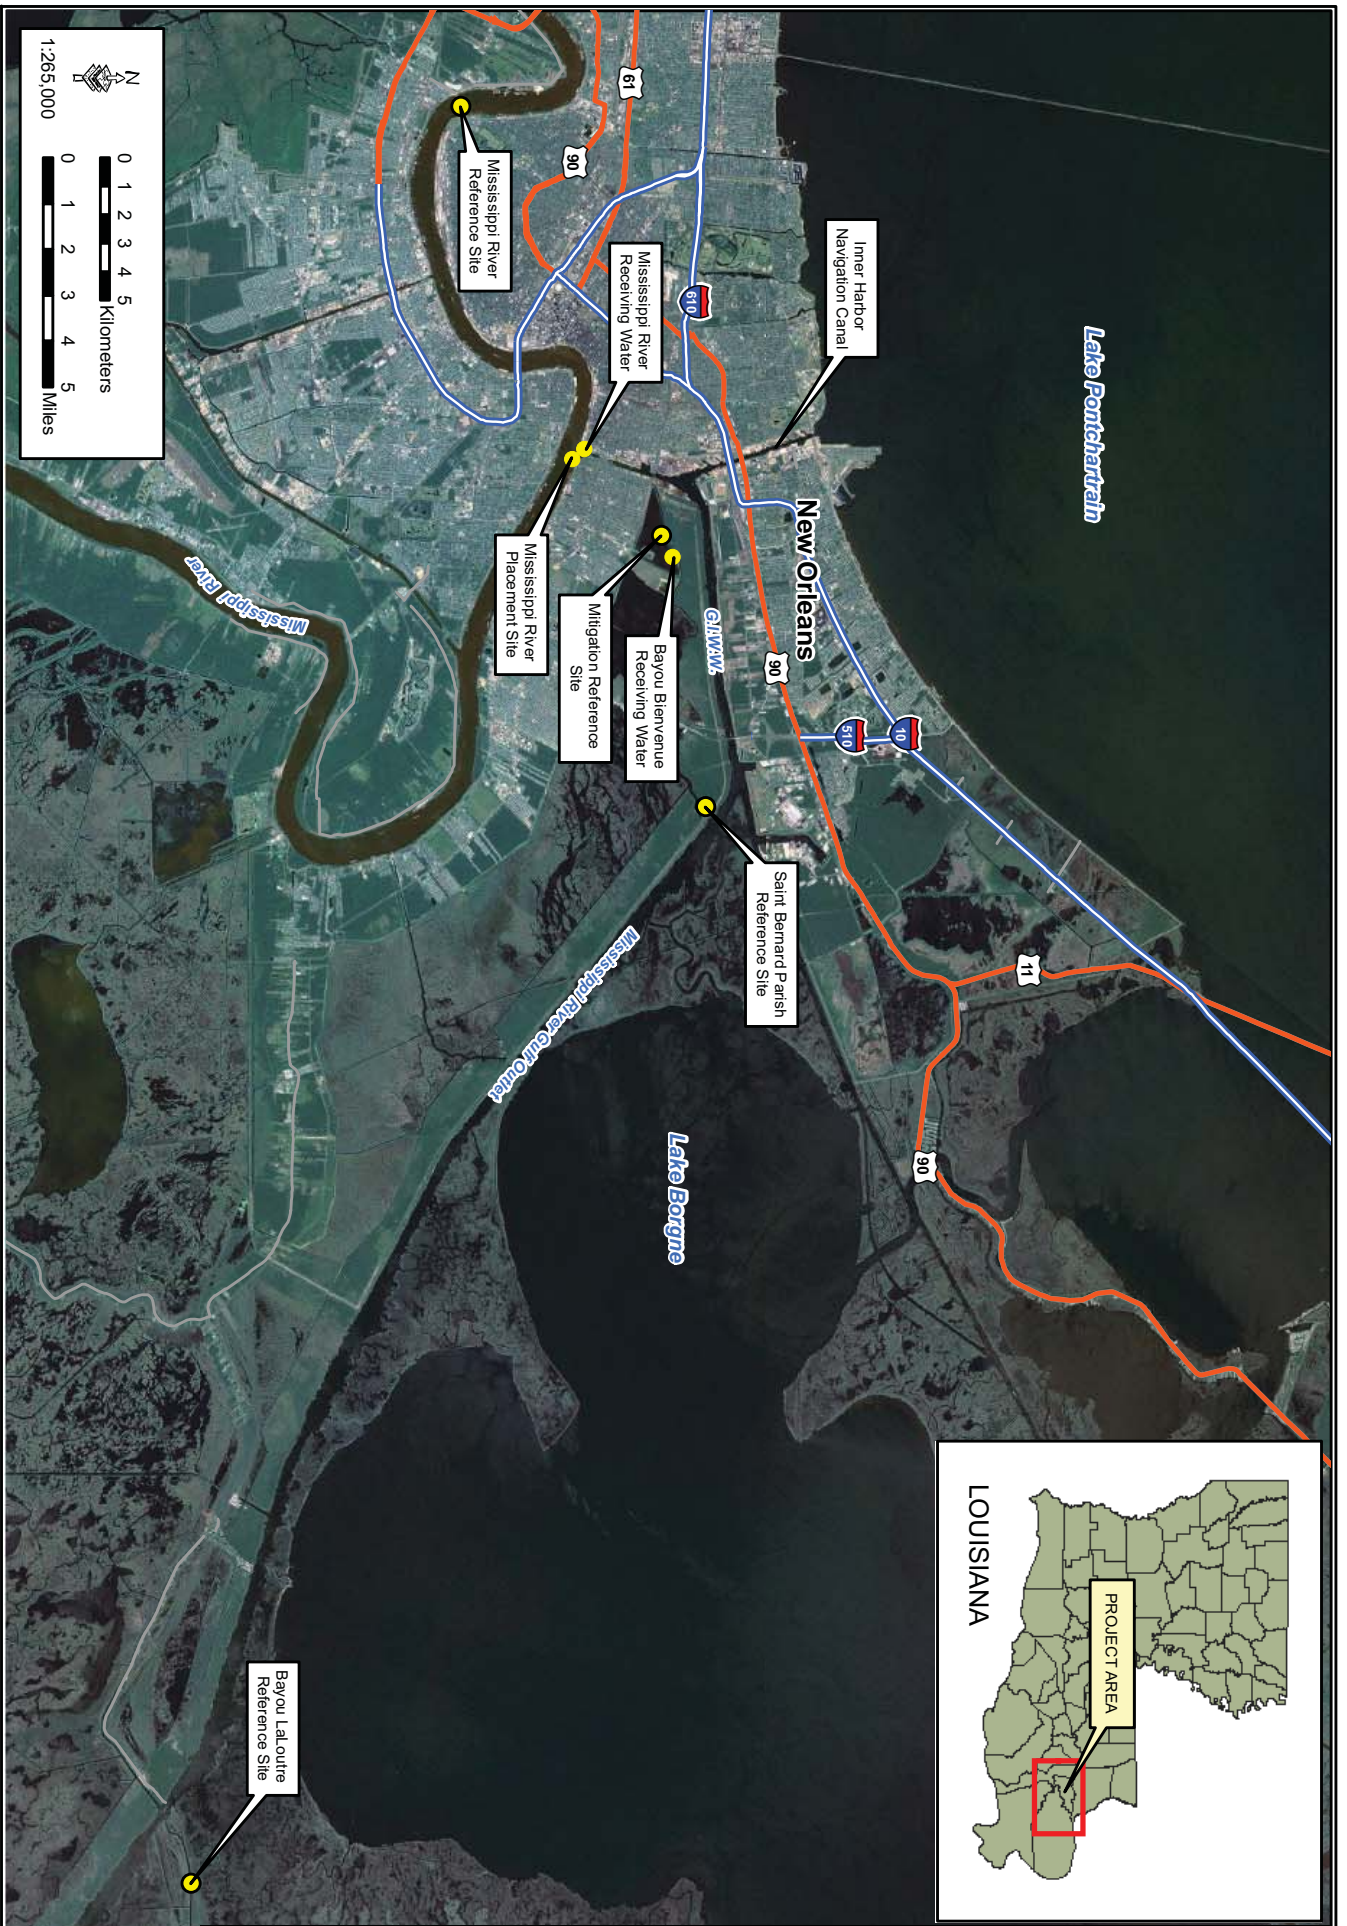 Lake Pontchartrain
LOUISIANA
PROJECT AREA
11
10
510
90
90
New Orleans
Inner Harbor
Navigation Canal
610
61
90
Mississippi River
Receiving Water
Mississippi River
Reference Site
G.I.W.W.
Saint Bernard Parish
Reference Site
Lake Borgne
Bayou Bienvenue
Receiving Water
Mitigation Reference
Site
Mississippi River
Placement Site
Mississippi River Gulf Outlet
Mississippi River
Bayou LaLoutre
Reference Site
N
1:265,000
0 1 2 3 4 5
Kilometers
0 1 2 3 4 5
Miles